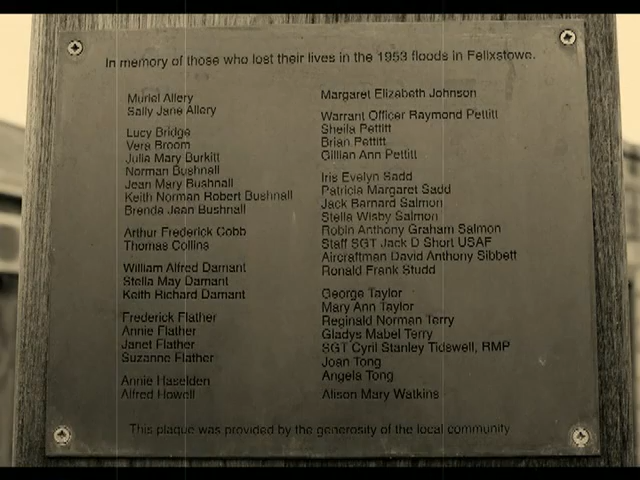 In memory of those who lost their lives in the 1953 floods in Felixstowe.
Muriel Allery
Sally Jane Allery
Lucy Bridge
Vera Broom
Julia Mary Burkitt
Norman Bushnall
Jean Mary Bushnall
Keith Norman Robert Bushnall
Brenda Jean Bushnall
Arthur Frederick Cobb
Thomas Collins
William Alfred Damant
Stella May Damant
Keith Richard Damant
Frederick Flather
Annie Flather
Janet Flather
Suzanne Flather
Annie Haselden
Alfred Howell
Margaret Elizabeth Johnson
Warrant Officer Raymond Pettitt
Sheila Pettitt
Brian Pettitt
Gillian Ann Pettitt
Iris Evelyn Sadd
Patricia Margaret Sadd
Jack Barnard Salmon
Stella Wisby Salmon
Robin Anthony Graham Salmon
Staff SGT Jack D Short USAF
Aircraftman David Anthony Sibbett
Ronald Frank Studd
George Taylor
Mary Ann Taylor
Reginald Norman Terry
Gladys Mabel Terry
SGT Cyril Stanley Tidswell, RMP
Joan Tong
Angela Tong
Alison Mary Watkins
This plaque was provided by the generosity of the local community